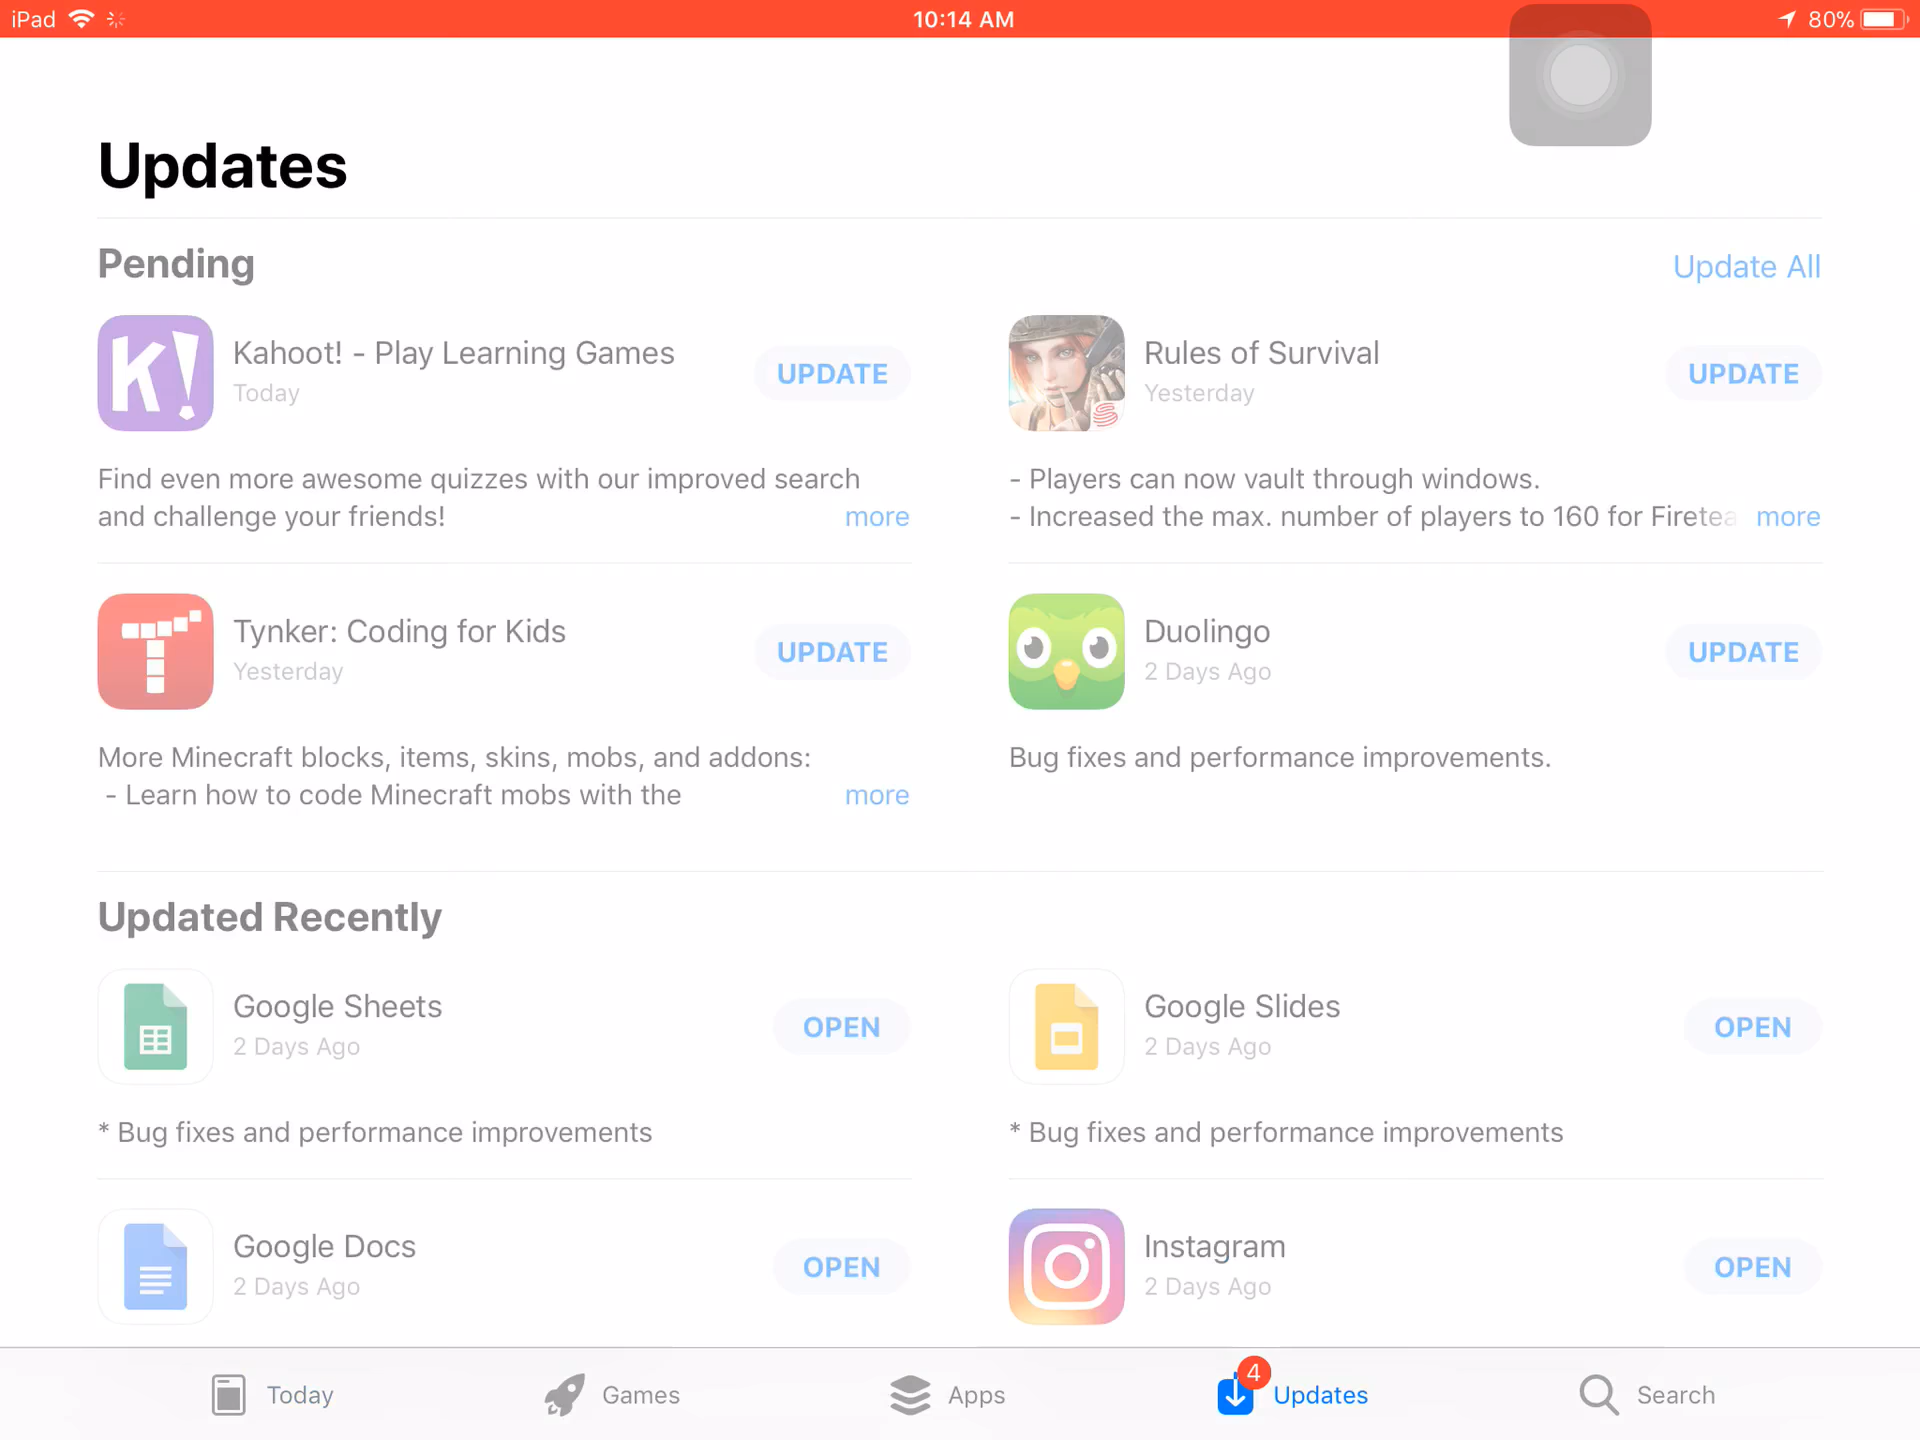 iPad 10:14 AM 80%
Updates
Pending Update All
K!
Kahoot! - Play Learning Games
Today
UPDATE
Find even more awesome quizzes with our improved search
and challenge your friends! more
Rules of Survival
Yesterday
UPDATE
- Players can now vault through windows.
- Increased the max. number of players to 160 for Firetea more
Tynker: Coding for Kids
Yesterday
UPDATE
More Minecraft blocks, items, skins, mobs, and addons:
- Learn how to code Minecraft mobs with the more
Duolingo
2 Days Ago
UPDATE
Bug fixes and performance improvements.
Updated Recently
Google Sheets
2 Days Ago
OPEN
* Bug fixes and performance improvements
Google Slides
2 Days Ago
OPEN
* Bug fixes and performance improvements
Google Docs
2 Days Ago
OPEN
Instagram
2 Days Ago
OPEN
Today Games Apps 4 Updates Search